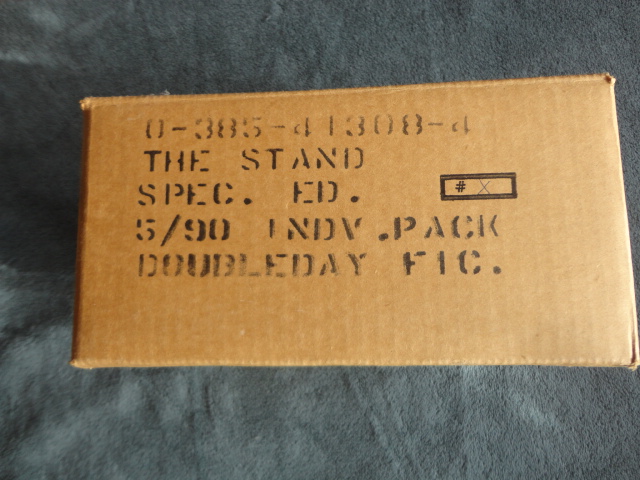 0-385-41308-4
THE STAND
SPEC. ED.
# X
5/90 INDV.PACK
DOUBLEDAY FIC.